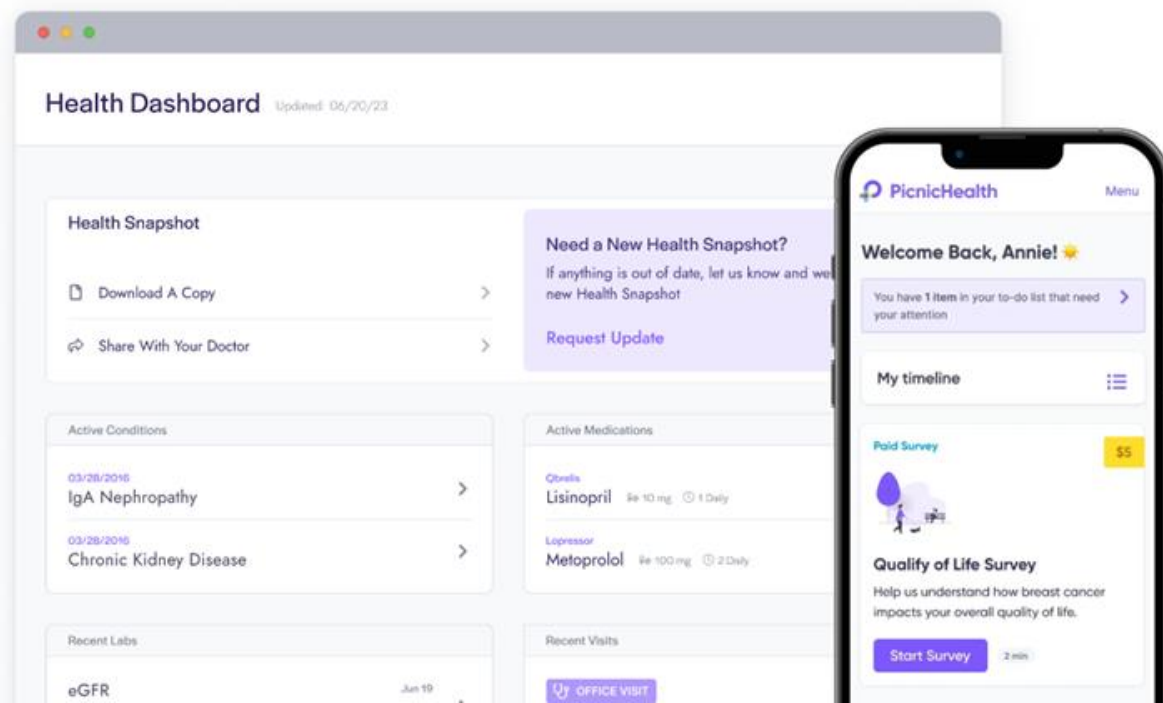 Health Dashboard Updated: 06/20/23
Health Snapshot
Download A Copy
Share With Your Doctor
Need a New Health Snapshot?
If anything is out of date, let us know and we
new Health Snapshot
Request Update
Active Conditions
03/28/2016
IgA Nephropathy
03/28/2016
Chronic Kidney Disease
Active Medications
Qbrelis
Lisinopril 10 mg 1 Daily
Lopressor
Metoprolol 100 mg 2 Daily
Recent Labs
eGFR Jun 19
Recent Visits
OFFICE VISIT
PicnicHealth Menu
Welcome Back, Annie!
You have 1 item in your to-do list that need
your attention
My timeline
Paid Survey $5
Quality of Life Survey
Help us understand how breast cancer
impacts your overall quality of life.
Start Survey 2 min